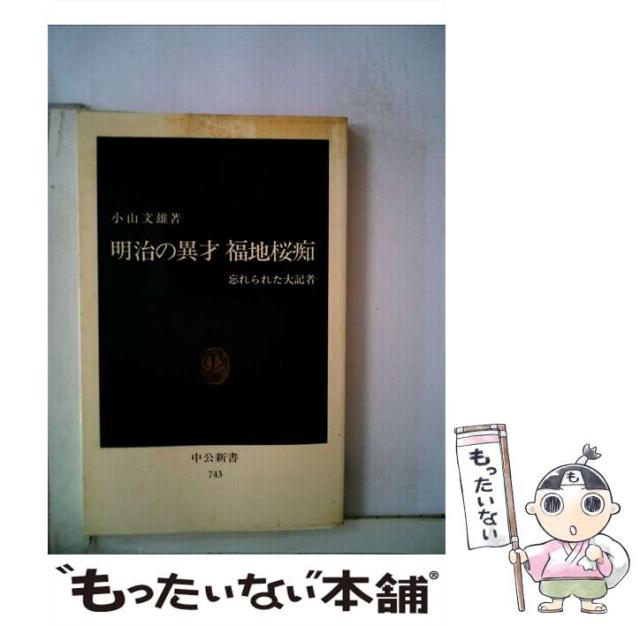 小山文雄著
明治の異才 福地桜痴
忘れられた大記者
中公新書
743
もったいない
も
"もったいない"本舗®